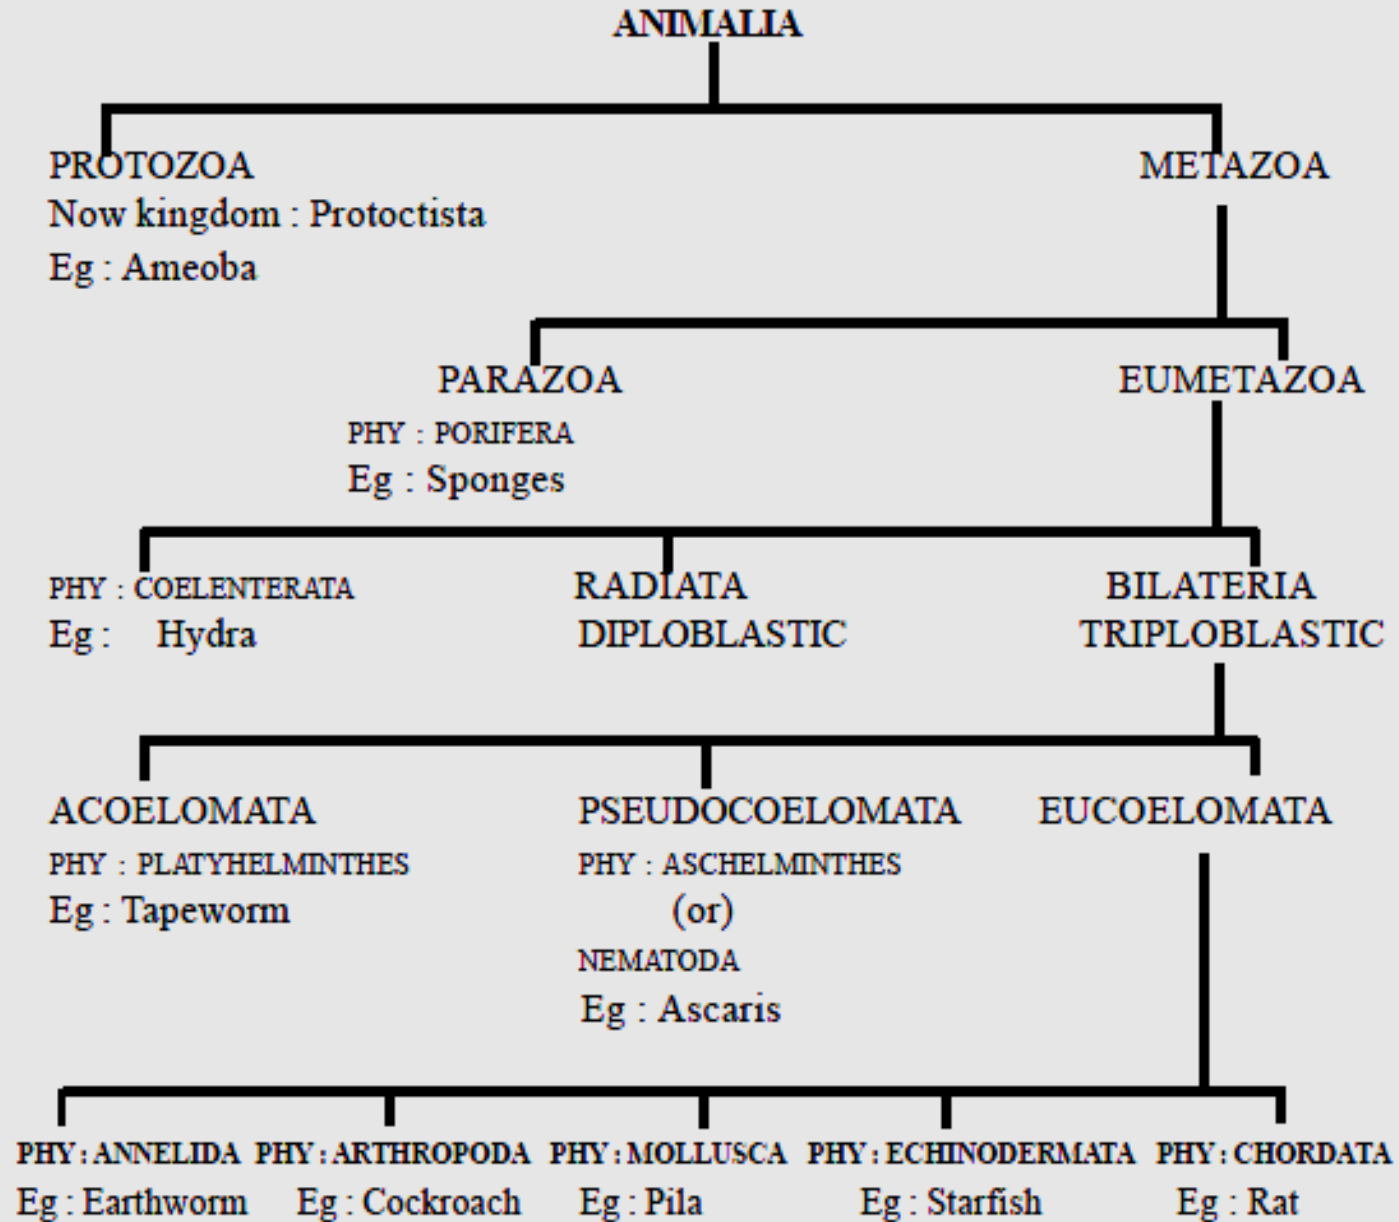 ANIMALIA
PROTOZOA
Now kingdom : Protoctista
Eg : Ameoba
METAZOA
PARAZOA
PHY : PORIFERA
Eg : Sponges
EUMETAZOA
PHY : COELENTERATA
Eg : Hydra
RADIATA
DIPLOBLASTIC
BILATERIA
TRIPLOBLASTIC
ACOELOMATA
PHY : PLATYHELMINTHES
Eg : Tapeworm
PSEUDOCOELOMATA
PHY : ASCHELMINTHES
(or)
NEMATODA
Eg : Ascaris
EUCOELOMATA
PHY : ANNELIDA
Eg : Earthworm
PHY : ARTHROPODA
Eg : Cockroach
PHY : MOLLUSCA
Eg : Pila
PHY : ECHINODERMATA
Eg : Starfish
PHY : CHORDATA
Eg : Rat